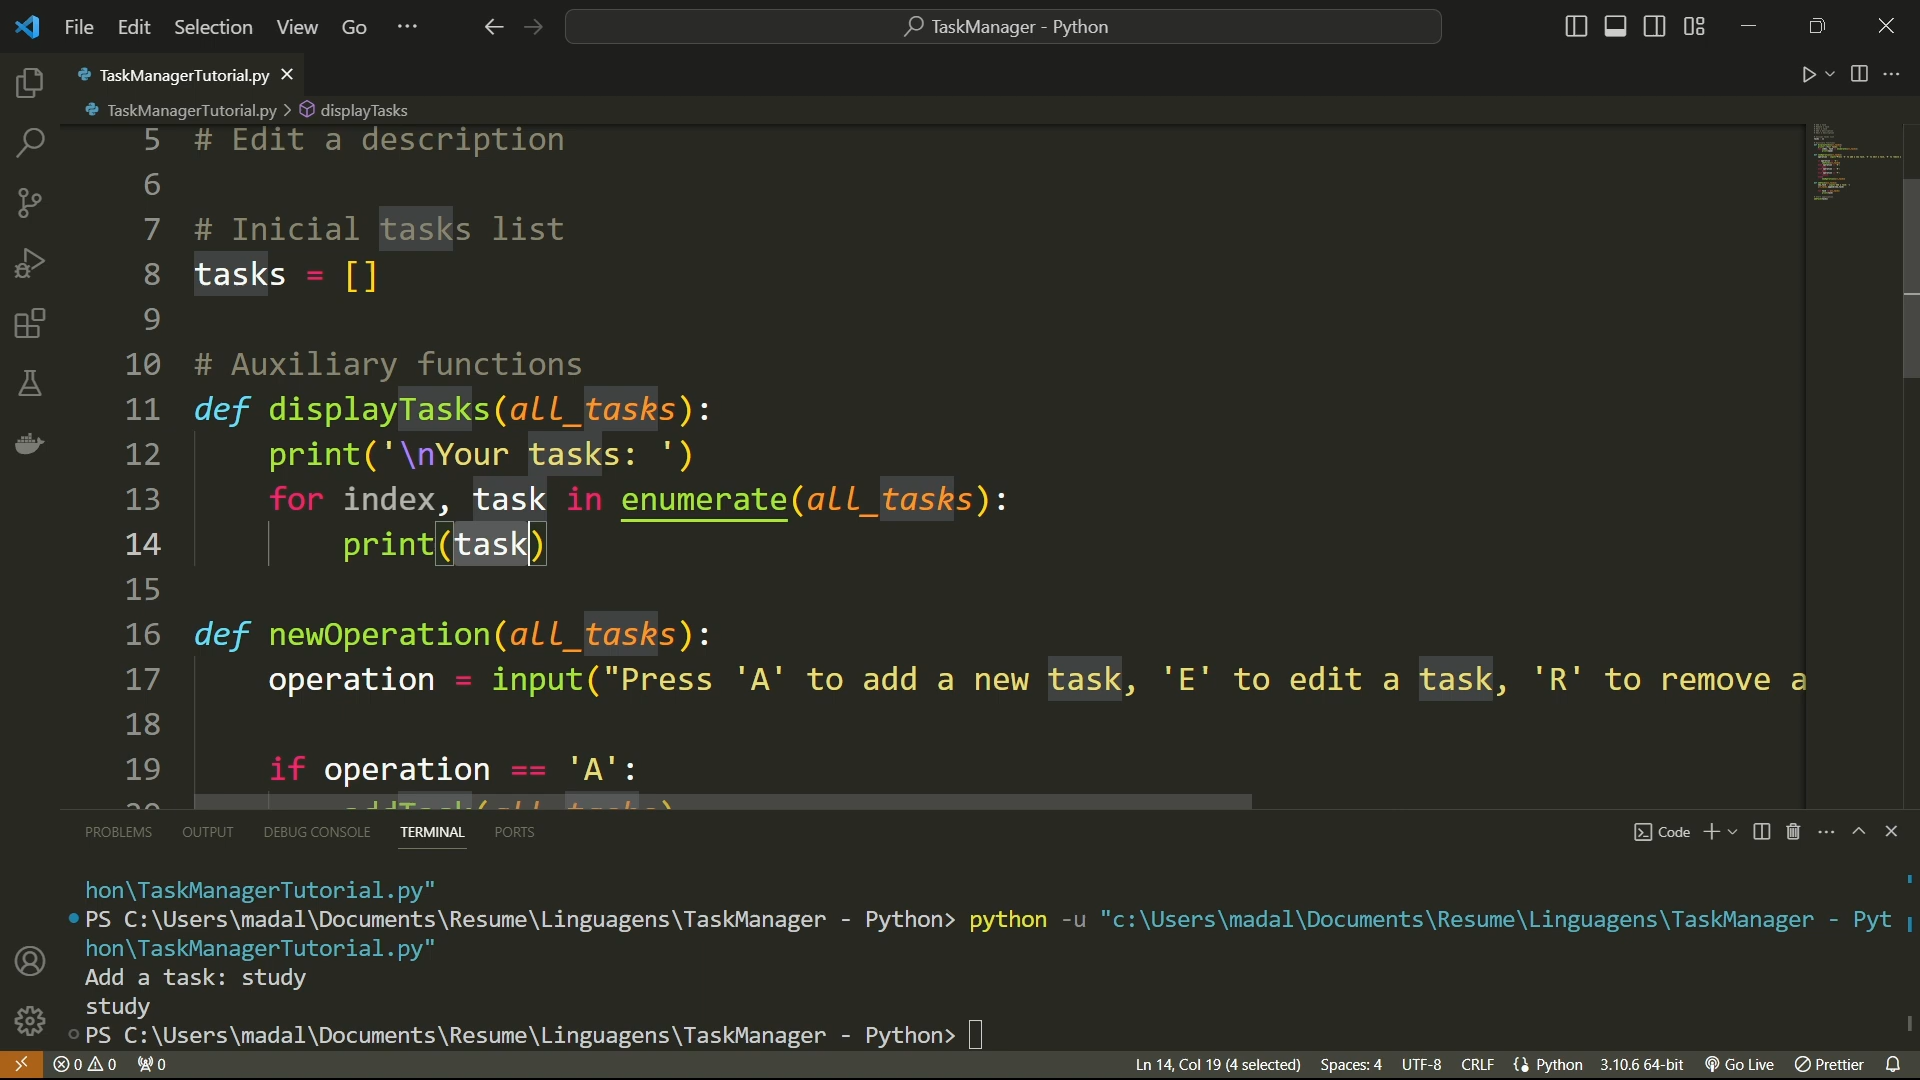 File Edit Selection View Go ··· TaskManager - Python
TaskManagerTutorial.py
TaskManagerTutorial.py > displayTasks
5 # Edit a description
6
7 # Inicial tasks list
8 tasks = []
9
10 # Auxiliary functions
11 def displayTasks(all_tasks):
12 print('\nYour tasks: ')
13 for index, task in enumerate(all_tasks):
14 print(task)
15
16 def newOperation(all_tasks):
17 operation = input("Press 'A' to add a new task, 'E' to edit a task, 'R' to remove a
18
19 if operation == 'A':
20 addTask(all_tasks)
PROBLEMS OUTPUT DEBUG CONSOLE TERMINAL PORTS Code
hon\TaskManagerTutorial.py"
PS C:\Users\madal\Documents\Resume\Linguagens\TaskManager - Python> python -u "c:\Users\madal\Documents\Resume\Linguagens\TaskManager - Pyt
hon\TaskManagerTutorial.py"
Add a task: study
study
PS C:\Users\madal\Documents\Resume\Linguagens\TaskManager - Python>
0 0 0 Ln 14, Col 19 (4 selected) Spaces: 4 UTF-8 CRLF Python 3.10.6 64-bit Go Live Prettier